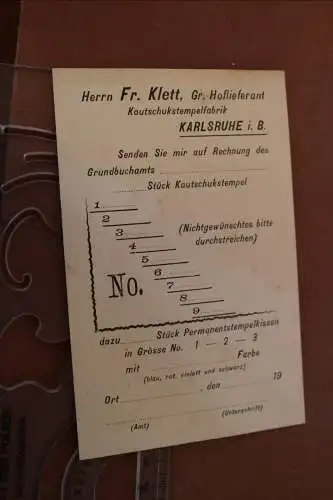 Herrn Fr. Klett, Gr. Hoflieferant
Kautschukstempelfabrik
KARLSRUHE i. B.
Senden Sie mir auf Rechnung des
Grundbuchamts
Stück Kautschukstempel
1
2
3
4
5
6
7
8
9
(Nichtgewünschtes bitte
durchstreichen)
No.
dazu Stück Permanentstempelkissen
in Grösse No. 1 — 2 — 3
mit Farbe
(blau, rot, violett und schwarz)
Ort , den 19
(Amt) (Unterschrift)